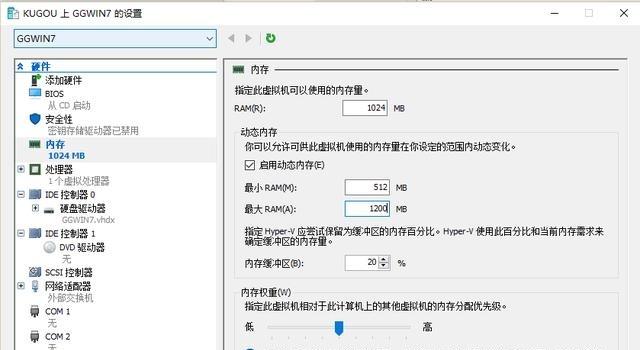 KUGOU 上 GGWIN7 的设置
GGWIN7
硬件
添加硬件
BIOS
从 CD 启动
安全性
密钥存储驱动器已禁用
内存
1024 MB
处理器
1 个虚拟处理器
IDE 控制器 0
硬盘驱动器
GGWIN7.vhdx
IDE 控制器 1
DVD 驱动器
无
SCSI 控制器
网络适配器
外部交换机
COM 1
无
COM 2
无
内存
指定此虚拟机可以使用的内存量。
RAM(R): 1024 MB
动态内存
你可以允许可供此虚拟机使用的内存量在你设定的范围内动态变化。
启用动态内存(E)
最小 RAM(M): 512 MB
最大 RAM(A): 1200 MB
指定 Hyper-V 应尝试保留为缓冲区的内存百分比。Hyper-V 使用此百分比和当前内存需求来
确定缓冲区的内存量。
内存缓冲区(B): 20 %
内存权重(W)
指定此虚拟机相对于此计算机上的其他虚拟机的内存分配优先级。
低 高